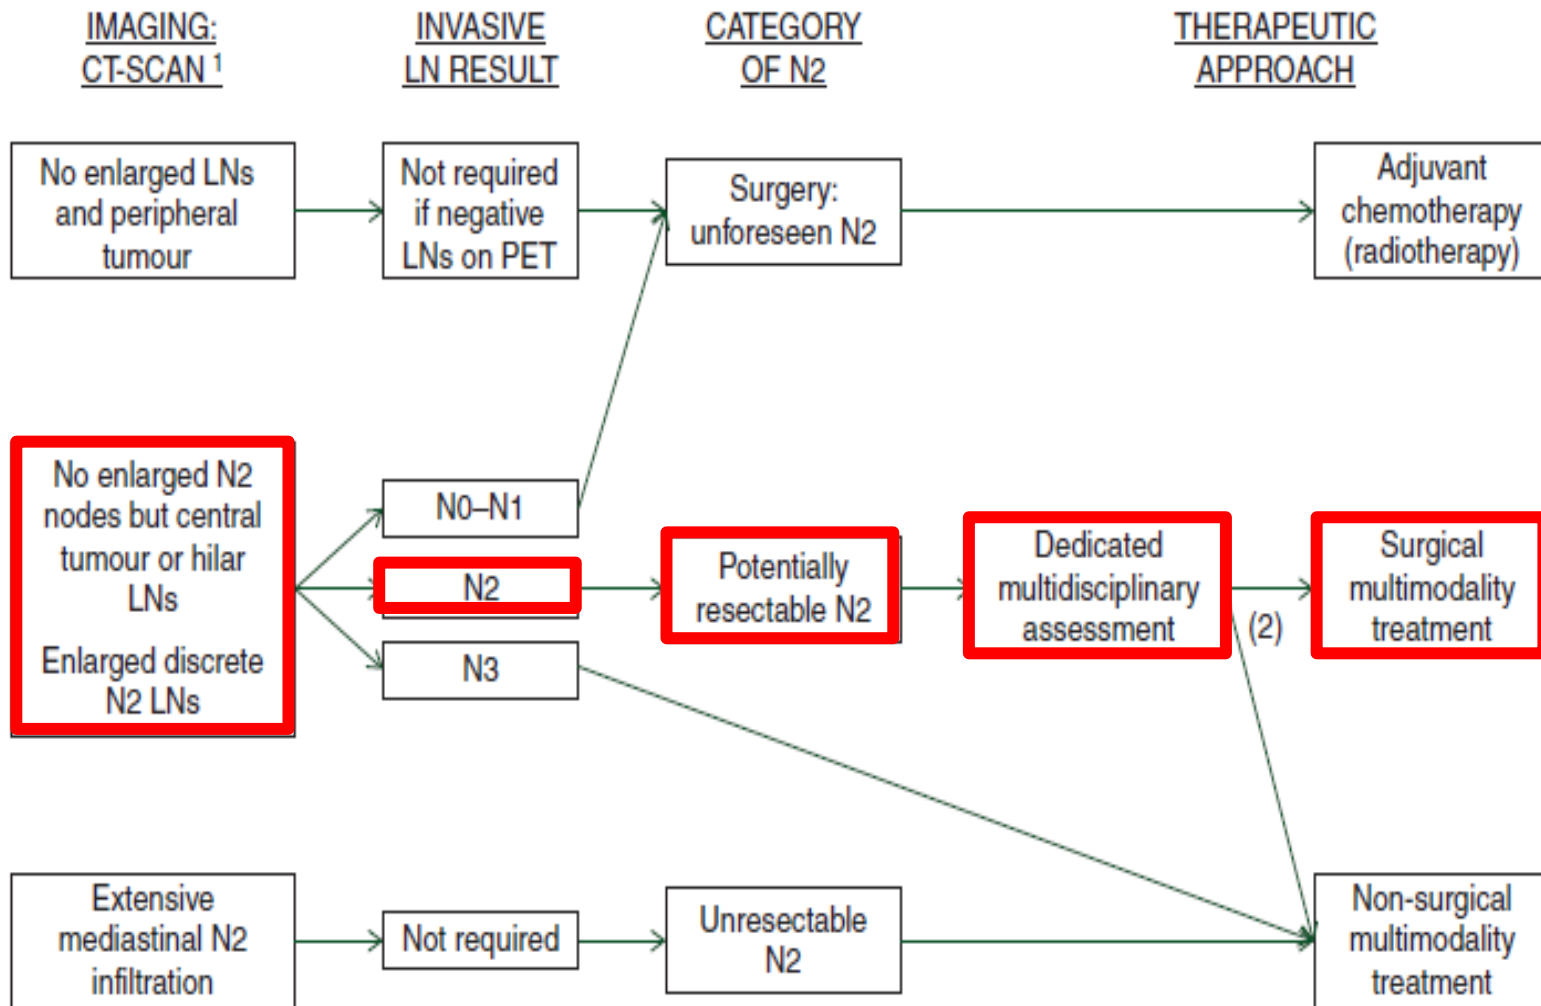 IMAGING:
CT-SCAN 1
INVASIVE
LN RESULT
CATEGORY
OF N2
THERAPEUTIC
APPROACH
No enlarged LNs
and peripheral
tumour
Not required
if negative
LNs on PET
Surgery:
unforeseen N2
Adjuvant
chemotherapy
(radiotherapy)
No enlarged N2
nodes but central
tumour or hilar
LNs
Enlarged discrete
N2 LNs
N0–N1
N2
N3
Potentially
resectable N2
Dedicated
multidisciplinary
assessment
(2)
Surgical
multimodality
treatment
Extensive
mediastinal N2
infiltration
Not required
Unresectable
N2
Non-surgical
multimodality
treatment